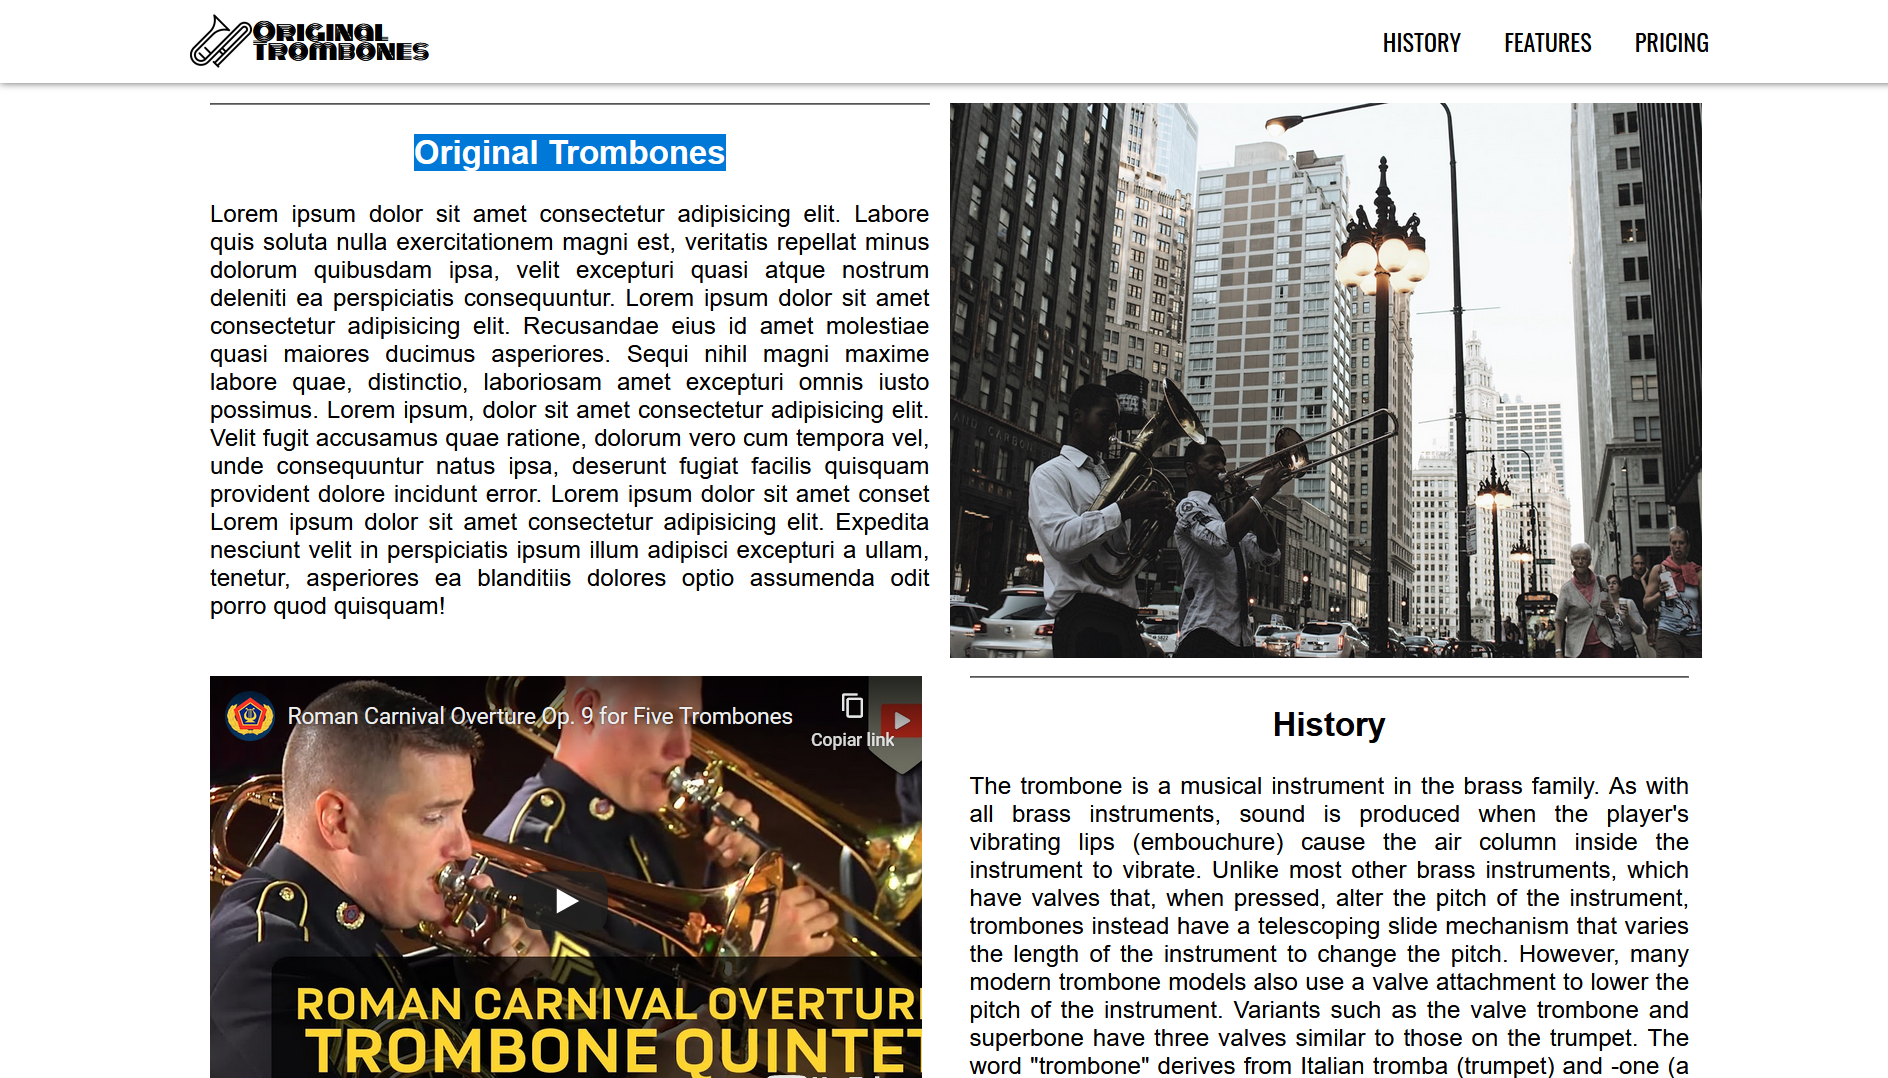 ORIGINAL
TROMBONES
HISTORY
FEATURES
PRICING
Original Trombones
Lorem ipsum dolor sit amet consectetur adipisicing elit. Labore
quis soluta nulla exercitationem magni est, veritatis repellat minus
dolorum quibusdam ipsa, velit excepturi quasi atque nostrum
deleniti ea perspiciatis consequuntur. Lorem ipsum dolor sit amet
consectetur adipisicing elit. Recusandae eius id amet molestiae
quasi maiores ducimus asperiores. Sequi nihil magni maxime
labore quae, distinctio, laboriosam amet excepturi omnis iusto
possimus. Lorem ipsum, dolor sit amet consectetur adipisicing elit.
Velit fugit accusamus quae ratione, dolorum vero cum tempora vel,
unde consequuntur natus ipsa, deserunt fugiat facilis quisquam
provident dolore incidunt error. Lorem ipsum dolor sit amet conset
Lorem ipsum dolor sit amet consectetur adipisicing elit. Expedita
nesciunt velit in perspiciatis ipsum illum adipisci excepturi a ullam,
tenetur, asperiores ea blanditiis dolores optio assumenda odit
porro quod quisquam!
AND CARBON
Roman Carnival Overture Op. 9 for Five Trombones
Copiar link
ROMAN CARNIVAL OVERTUR
TROMBONE QUINTET
History
The trombone is a musical instrument in the brass family. As with
all brass instruments, sound is produced when the player's
vibrating lips (embouchure) cause the air column inside the
instrument to vibrate. Unlike most other brass instruments, which
have valves that, when pressed, alter the pitch of the instrument,
trombones instead have a telescoping slide mechanism that varies
the length of the instrument to change the pitch. However, many
modern trombone models also use a valve attachment to lower the
pitch of the instrument. Variants such as the valve trombone and
superbone have three valves similar to those on the trumpet. The
word "trombone" derives from Italian tromba (trumpet) and -one (a